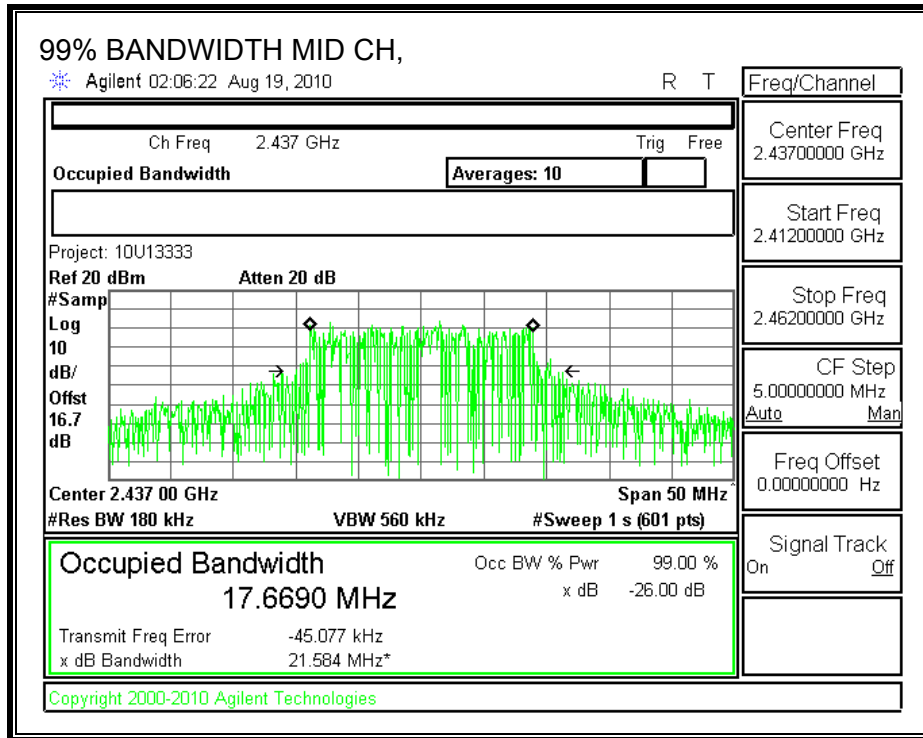 99% BANDWIDTH MID CH,
Agilent 02:06:22 Aug 19, 2010 R T
Freq/Channel
Ch Freq 2.437 GHz Trig Free
Occupied Bandwidth Averages: 10
Center Freq
2.43700000 GHz
Start Freq
2.41200000 GHz
Stop Freq
2.46200000 GHz
CF Step
5.00000000 MHz
Auto Man
Freq Offset
0.00000000 Hz
Signal Track
On Off
Project: 10U13333
Ref 20 dBm Atten 20 dB
#Samp
Log
10
dB/
Offst
16.7
dB
Center 2.437 00 GHz Span 50 MHz^
#Res BW 180 kHz VBW 560 kHz #Sweep 1 s (601 pts)
Occupied Bandwidth Occ BW % Pwr 99.00 %
17.6690 MHz x dB -26.00 dB
Transmit Freq Error -45.077 kHz
x dB Bandwidth 21.584 MHz*
Copyright 2000-2010 Agilent Technologies